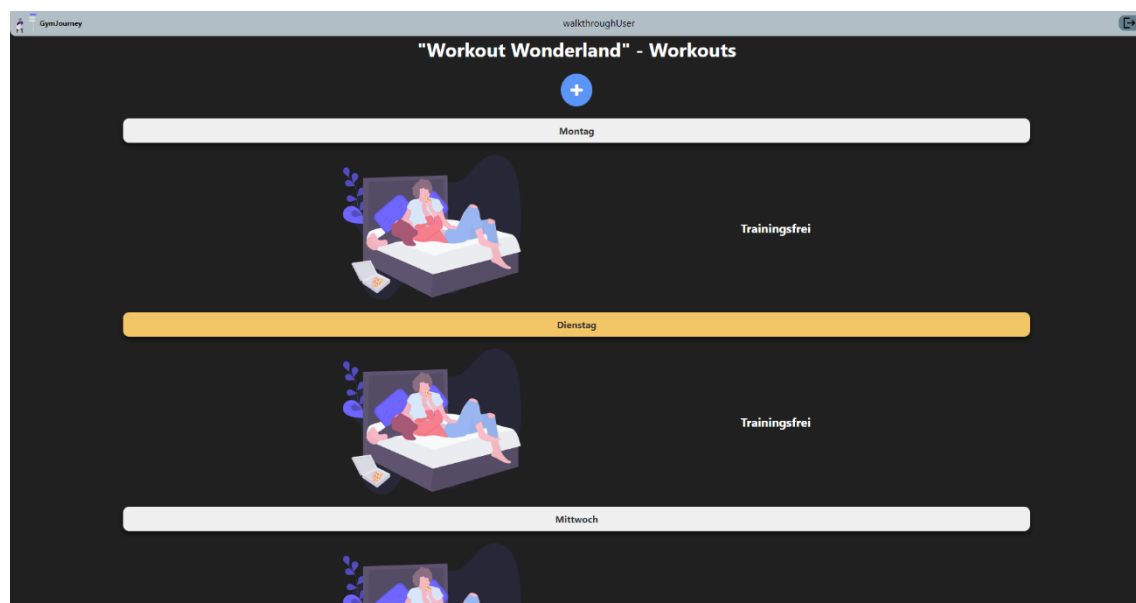 GymJourney
walkthroughUser
"Workout Wonderland" - Workouts
Montag
Trainingsfrei
Dienstag
Trainingsfrei
Mittwoch